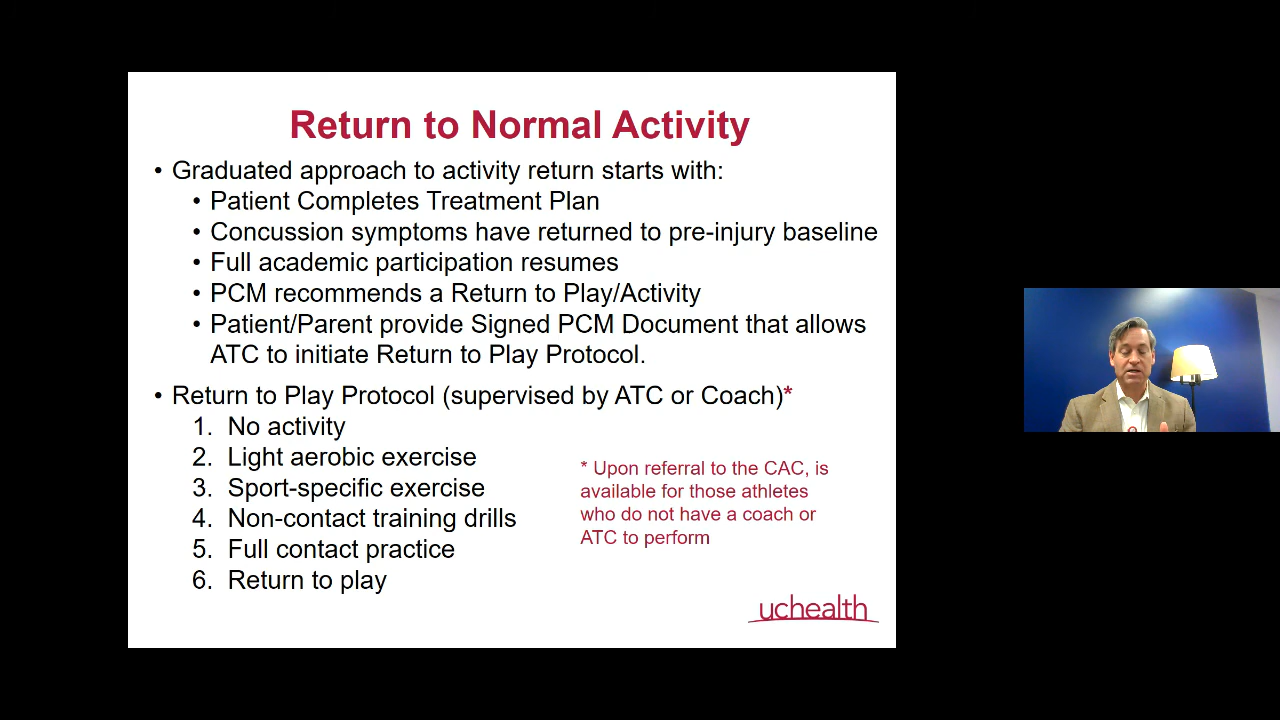 Return to Normal Activity
• Graduated approach to activity return starts with:
• Patient Completes Treatment Plan
• Concussion symptoms have returned to pre-injury baseline
• Full academic participation resumes
• PCM recommends a Return to Play/Activity
• Patient/Parent provide Signed PCM Document that allows
ATC to initiate Return to Play Protocol.
• Return to Play Protocol (supervised by ATC or Coach)*
1. No activity
2. Light aerobic exercise
3. Sport-specific exercise
4. Non-contact training drills
5. Full contact practice
6. Return to play
* Upon referral to the CAC, is
available for those athletes
who do not have a coach or
ATC to perform
uchealth